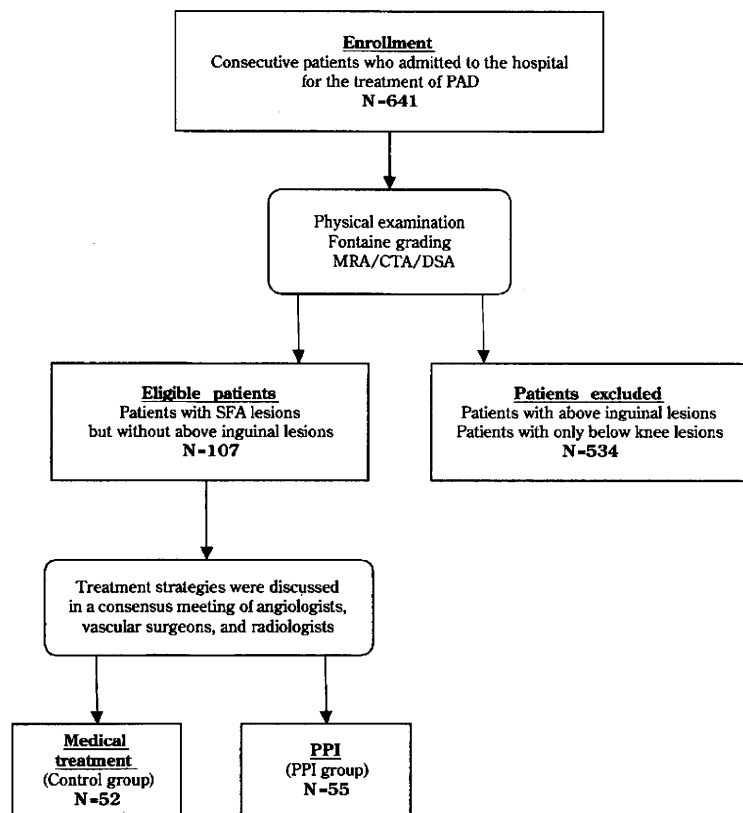 Enrollment
Consecutive patients who admitted to the hospital
for the treatment of PAD
N=641
Physical examination
Fontaine grading
MRA/CTA/DSA
Eligible patients
Patients with SFA lesions
but without above inguinal lesions
N=107
Patients excluded
Patients with above inguinal lesions
Patients with only below knee lesions
N=534
Treatment strategies were discussed
in a consensus meeting of angiologists,
vascular surgeons, and radiologists
Medical
treatment
(Control group)
N=52
PPI
(PPI group)
N=55